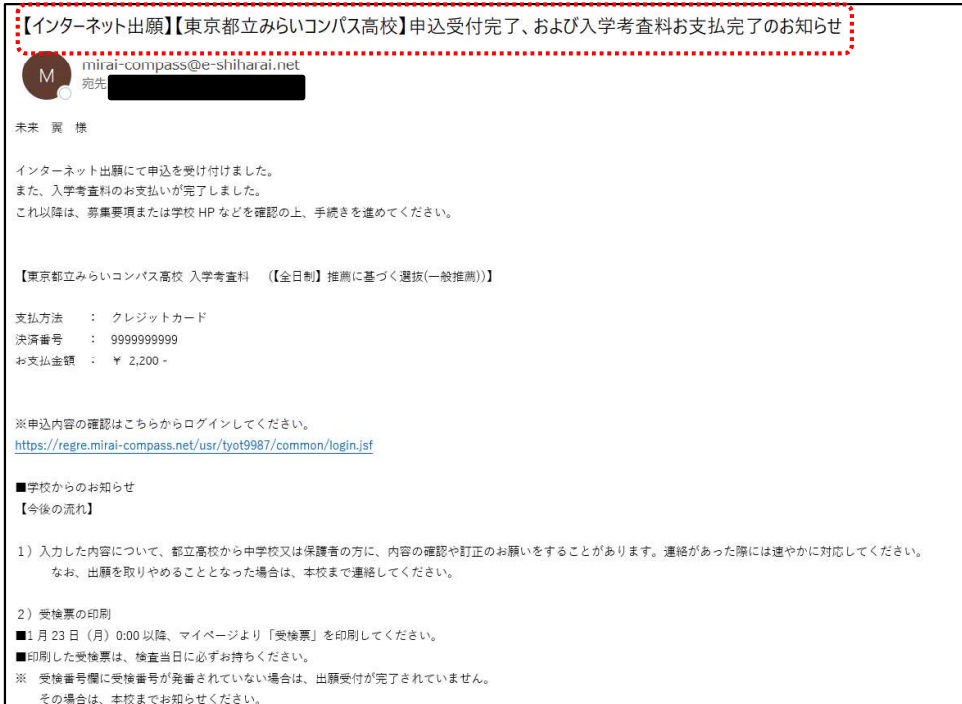 【インターネット出願】【東京都立みらいコンパス高校】申込受付完了、および入学考査料お支払完了のお知らせ
M
mirai-compass@e-shiharai.net
宛先
未来　翼　様
インターネット出願にて申込を受け付けました。
また、入学考査料のお支払いが完了しました。
これ以降は、募集要項または学校 HP などを確認の上、手続きを進めてください。
【東京都立みらいコンパス高校 入学考査料　（【全日制】推薦に基づく選抜(一般推薦))】
支払方法　：　クレジットカード
決済番号　：　9999999999
お支払金額　：　￥ 2,200 -
※申込内容の確認はこちらからログインしてください。
https://regre.mirai-compass.net/usr/tyot9987/common/login.jsf
■学校からのお知らせ
【今後の流れ】
１）入力した内容について、都立高校から中学校又は保護者の方に、内容の確認や訂正のお願いをすることがあります。連絡があった際には速やかに対応してください。
なお、出願を取りやめることとなった場合は、本校まで連絡してください。
２）受検票の印刷
■1 月 23 日（月）0:00 以降、マイページより「受検票」を印刷してください。
■印刷した受検票は、検査当日に必ずお持ちください。
※　受検番号欄に受検番号が発番されていない場合は、出願受付が完了されていません。
その場合は、本校までお知らせください。